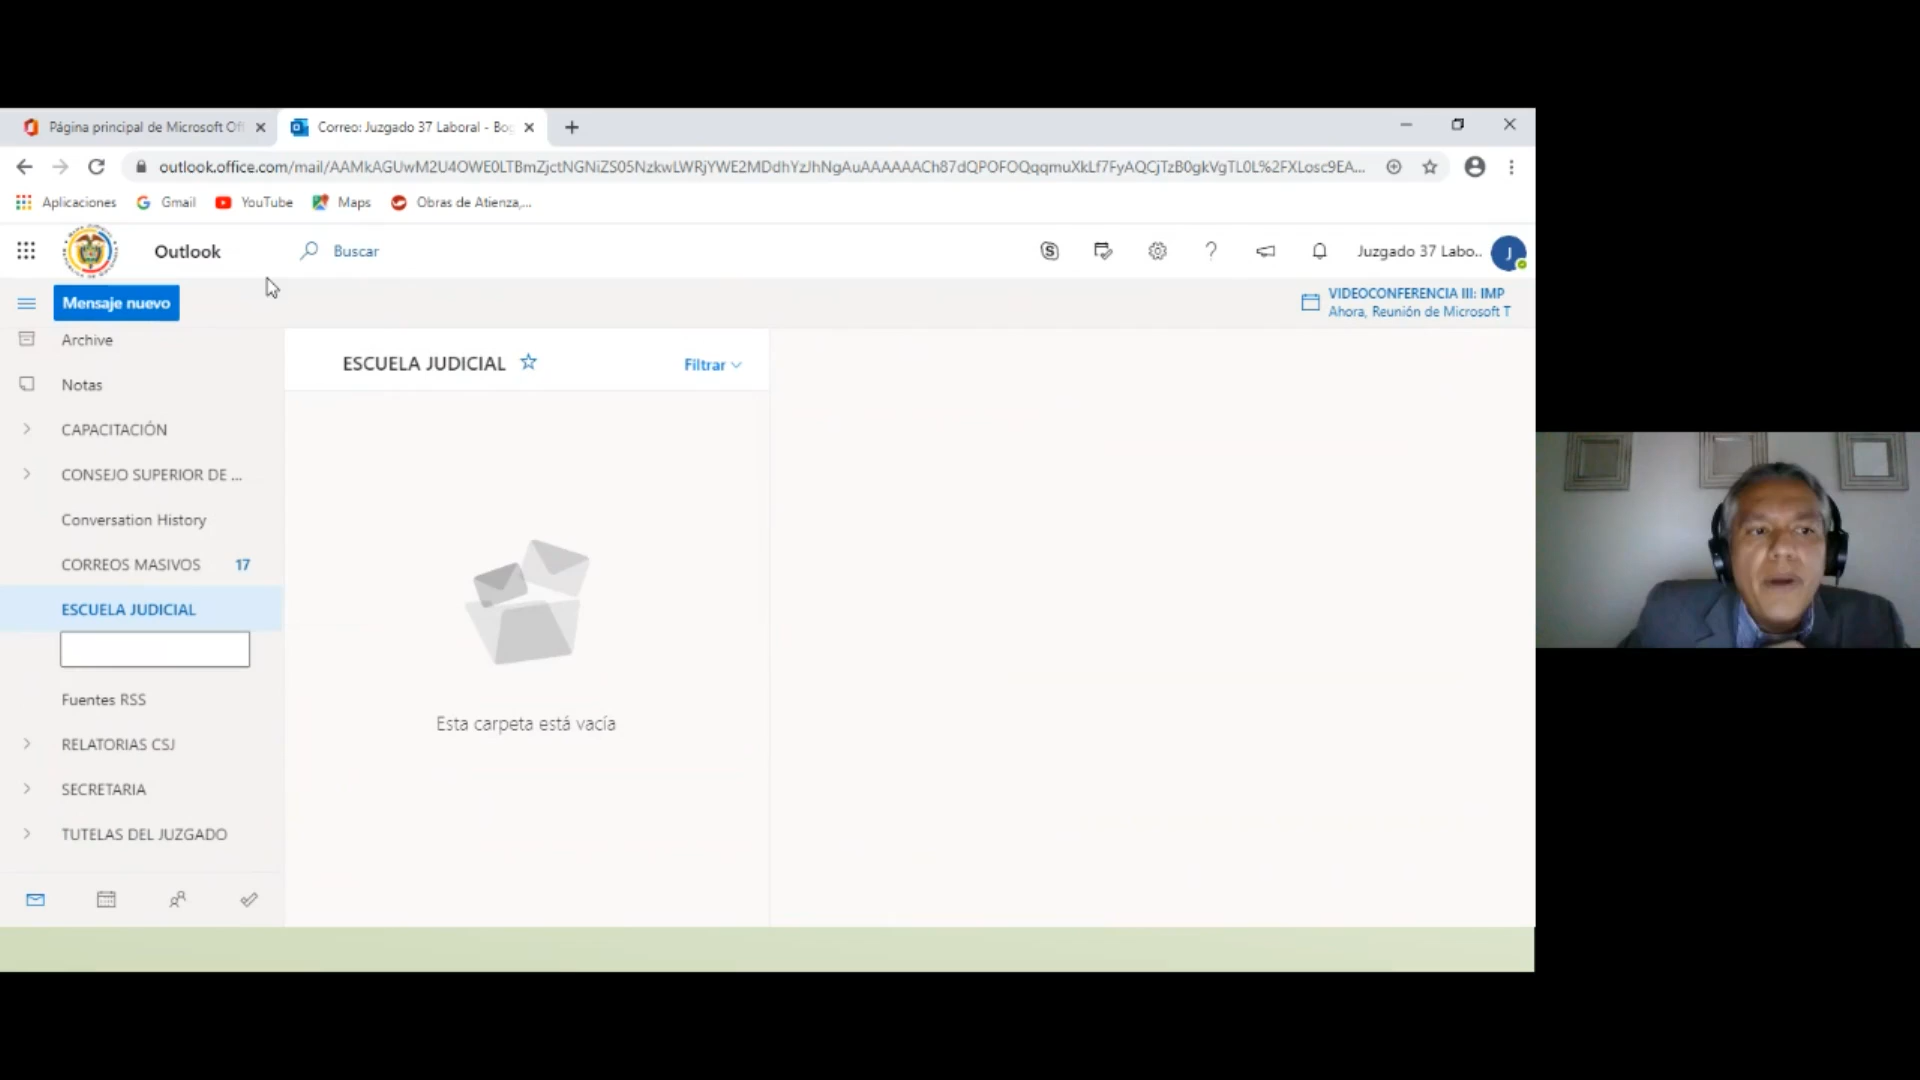 Página principal de Microsoft Of
Correo: Juzgado 37 Laboral - Bog
outlook.office.com/mail/AAMkAGUwM2U4OWE0LTBmZjctNGNiZS05NzkwLWRjYWE2MDdhYzJhNgAuAAAAAACh87dQPOFOQqqmuXkLf7FyAQCjTzB0gkVgTL0L%2FXLosc9EA...
Aplicaciones
Gmail
YouTube
Maps
Obras de Atienza,...
Outlook
Buscar
Juzgado 37 Labo..
J
Mensaje nuevo
VIDEOCONFERENCIA III: IMP
Ahora, Reunión de Microsoft T
Archive
Notas
CAPACITACIÓN
CONSEJO SUPERIOR DE ...
Conversation History
CORREOS MASIVOS 17
ESCUELA JUDICIAL
Fuentes RSS
RELATORIAS CSJ
SECRETARIA
TUTELAS DEL JUZGADO
ESCUELA JUDICIAL
Filtrar
Esta carpeta está vacía